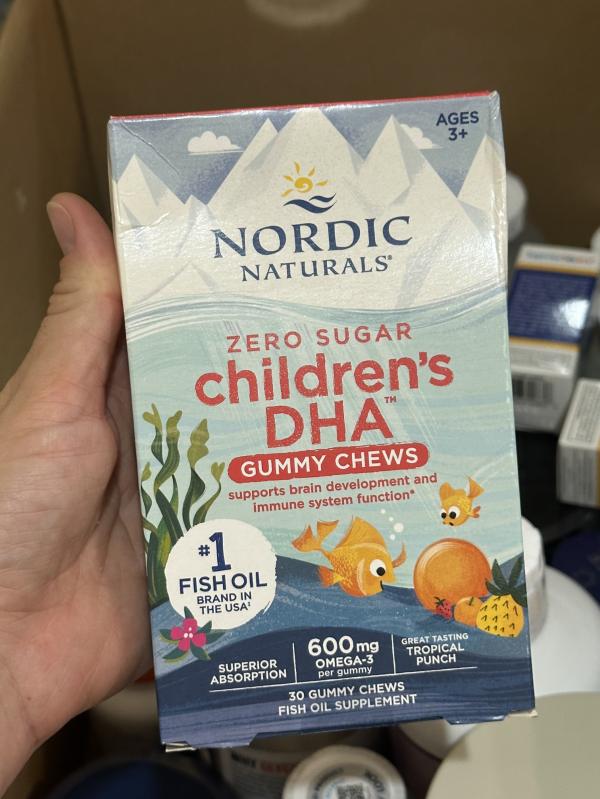 AGES
3+
NORDIC
NATURALS®
ZERO SUGAR
children's
DHA™
GUMMY CHEWS
supports brain development and
immune system function*
#1
FISH OIL
BRAND IN
THE USA‡
SUPERIOR
ABSORPTION
600mg
OMEGA-3
per gummy
GREAT TASTING
TROPICAL
PUNCH
30 GUMMY CHEWS
FISH OIL SUPPLEMENT